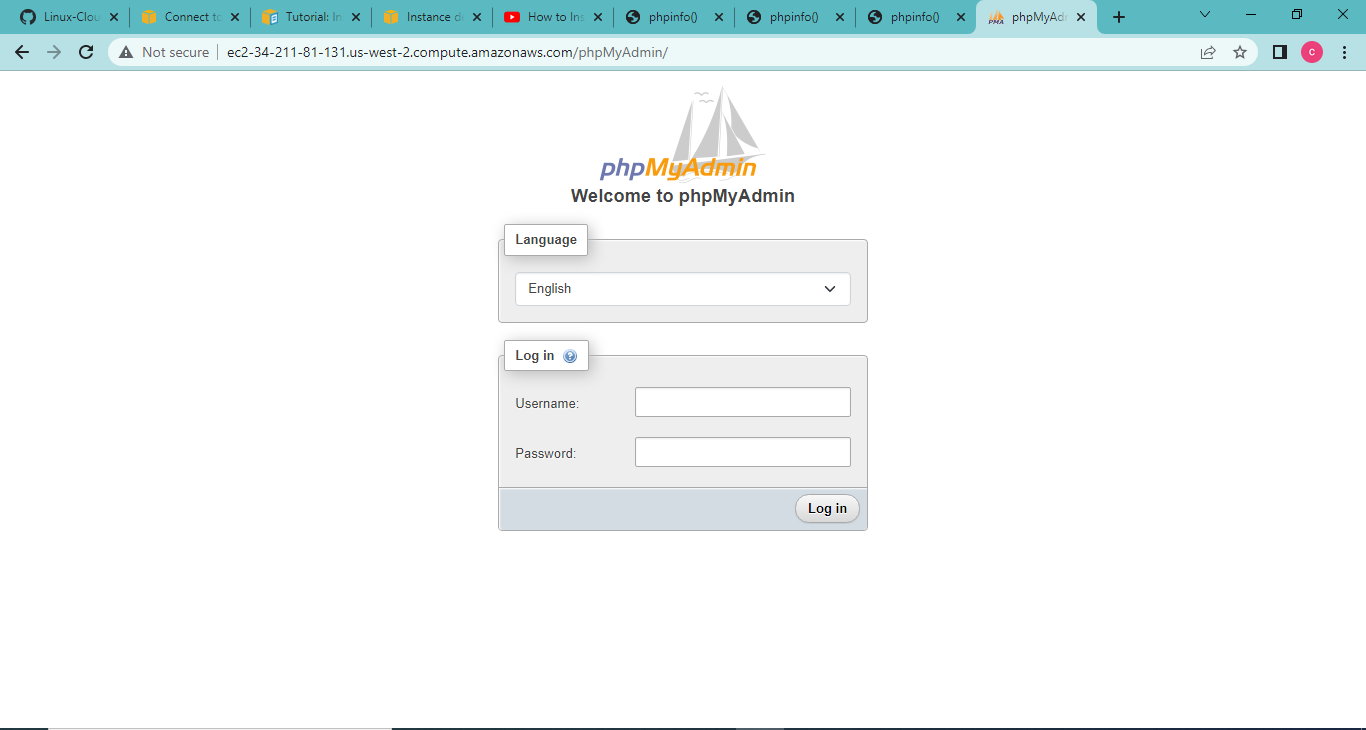 Linux-Clou
Connect to
Tutorial: In
Instance d
How to Ins
phpinfo()
phpinfo()
phpinfo()
PMA
phpMyAdr
Not secure
ec2-34-211-81-131.us-west-2.compute.amazonaws.com/phpMyAdmin/
c
phpMyAdmin
Welcome to phpMyAdmin
Language
English
Log in
Username:
Password:
Log in